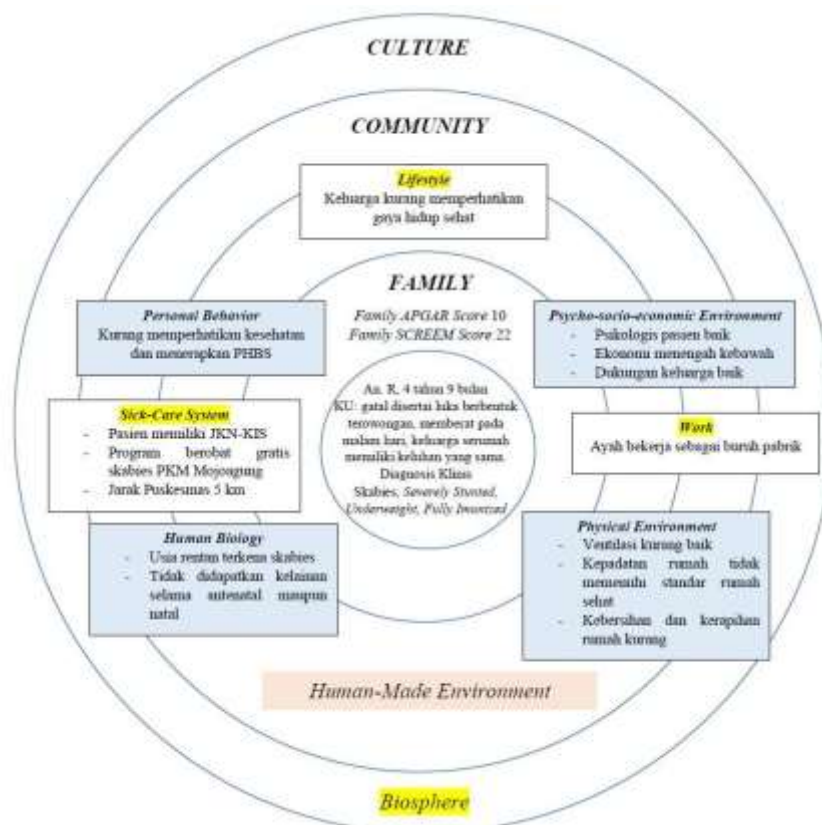 CULTURE
COMMUNITY
Lifestyle
Keluarga kurang memperhatikan
gaya hidup sehat
FAMILY
Family APGAR Score 10
Family SCREEM Score 22
Personal Behavior
Kurang memperhatikan kesehatan
dan menerapkan PHBS
Psycho-socio-economic Environment
- Psikologis pasien baik
- Ekonomi menengah kebawah
- Dukungan keluarga baik
An. R, 4 tahun 9 bulan
KU: gatal disertai luka berbentuk
terowongan, memberat pada
malam hari, keluarga serumah
memiliki keluhan yang sama.
Diagnosis Klinis
Skabies, Severely Stunted,
Underweight, Fully Imunized
Sick-Care System
- Pasien memiliki JKN-KIS
- Program berobat gratis
skabies PKM Mojoagung
- Jarak Puskesmas 5 km
Work
Ayah bekerja sebagai buruh pabrik
Human Biology
- Usia rentan terkena skabies
- Tidak didapatkan kelainan
selama antenatal maupun
natal
Physical Environment
- Ventilasi kurang baik
- Kepadatan rumah tidak
memenuhi standar rumah
sehat
- Kebersihan dan kerapihan
rumah kurang
Human-Made Environment
Biosphere